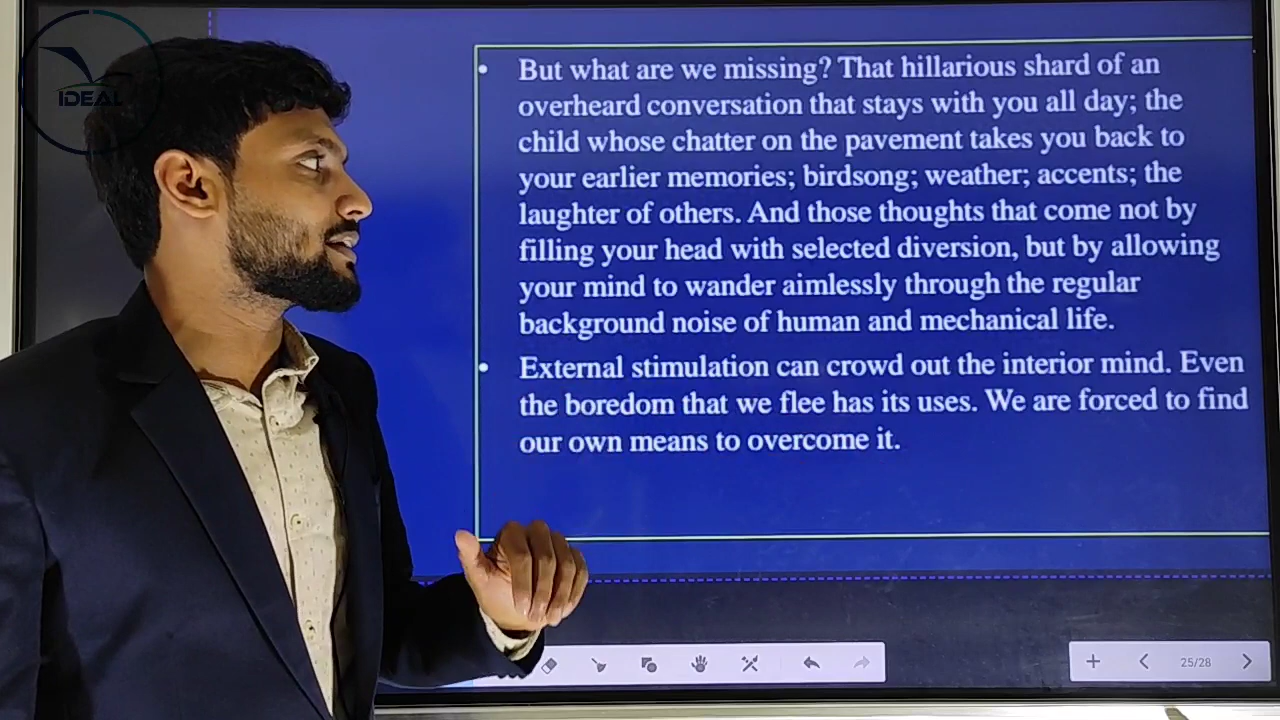 IDEAL
• But what are we missing? That hillarious shard of an
overheard conversation that stays with you all day; the
child whose chatter on the pavement takes you back to
your earlier memories; birdsong; weather; accents; the
laughter of others. And those thoughts that come not by
filling your head with selected diversion, but by allowing
your mind to wander aimlessly through the regular
background noise of human and mechanical life.
• External stimulation can crowd out the interior mind. Even
the boredom that we flee has its uses. We are forced to find
our own means to overcome it.
25/28